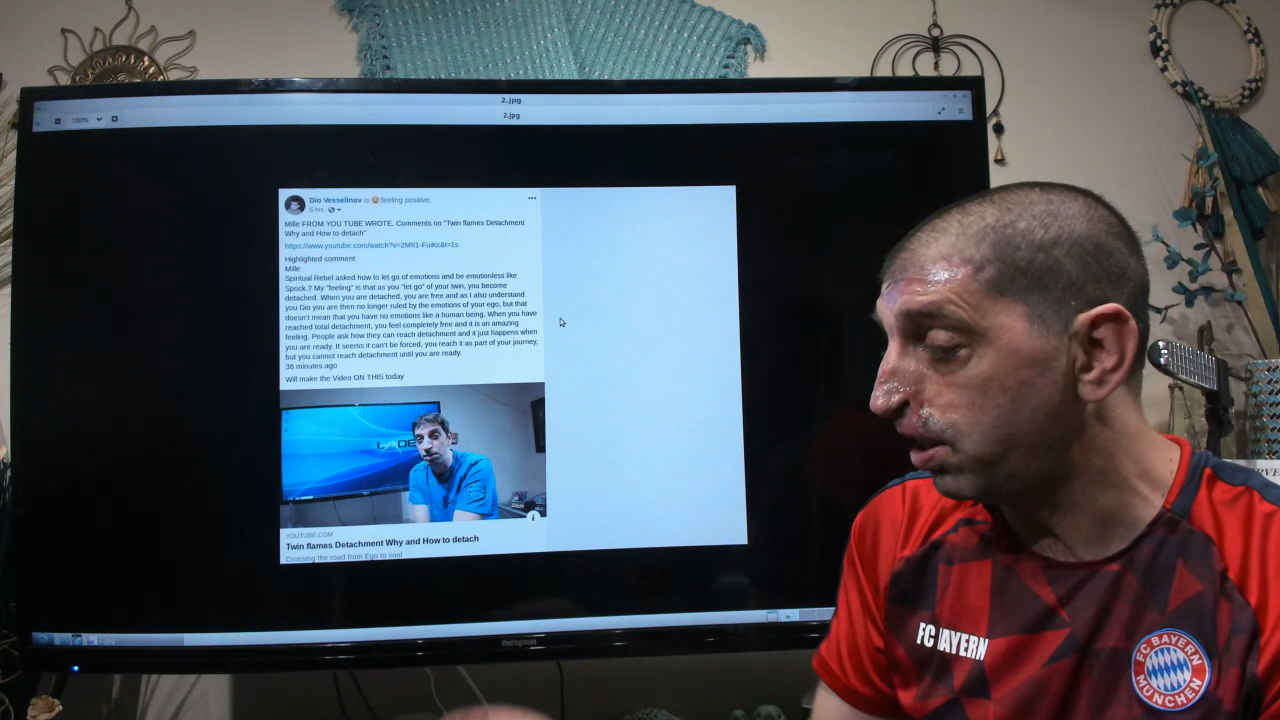 2.jpg
100%
2.jpg
Dio Vesselinov is feeling positive.
5 hrs
Mille FROM YOU TUBE WROTE. Comments on "Twin flames Detachment
Why and How to detach"
https://www.youtube.com/watch?v=2MII1-FuiKc&t=1s
Highlighted comment
Mille
Spiritual Rebel asked how to let go of emotions and be emotionless like
Spock.? My "feeling" is that as you "let go" of your twin, you become
detached. When you are detached, you are free and as I also understand
you Dio you are then no longer ruled by the emotions of your ego, but that
doesn't mean that you have no emotions like a human being. When you have
reached total detachment, you feel completely free and it is an amazing
feeling. People ask how they can reach detachment and it just happens when
you are ready. It seems it can't be forced, you reach it as part of your journey,
but you cannot reach detachment until you are ready.
36 minutes ago
Will make the Video ON THIS today
YOUTUBE.COM
Twin flames Detachment Why and How to detach
Crossing the road from Ego to soul
Westinghouse
FC BAYERN
FC BAYERN
MÜNCHEN